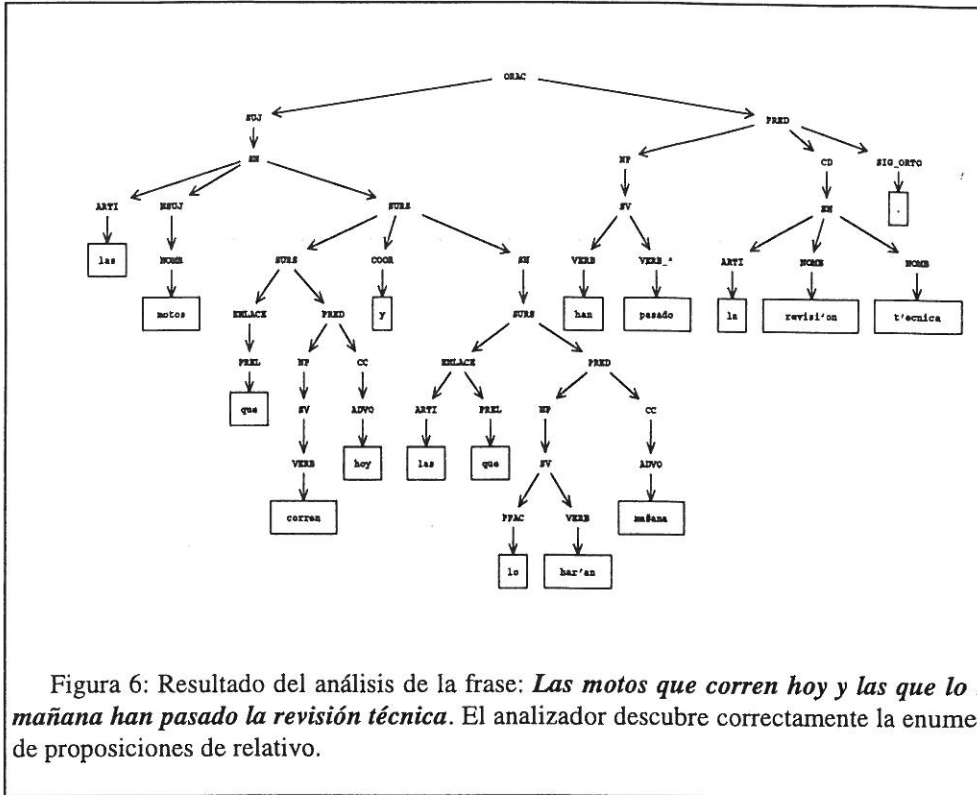 ORAC
SUJ PRED
SN NP CD SIG_ORTO
ARTI NSUJ SURS SV SN .
las NOMB SURS COOR SN VERB VERB_* ARTI NOMB NOMB
motos ENLACE PRED y SURS han pasado la revisi'on t'ecnica
PREL NP CC ENLACE PRED
que SV ADVO ARTI PREL NP CC
VERB hoy las que SV ADVO
corren PPAC VERB mañana
lo har'an
Figura 6: Resultado del análisis de la frase: Las motos que corren hoy y las que lo
mañana han pasado la revisión técnica. El analizador descubre correctamente la enume
de proposiciones de relativo.